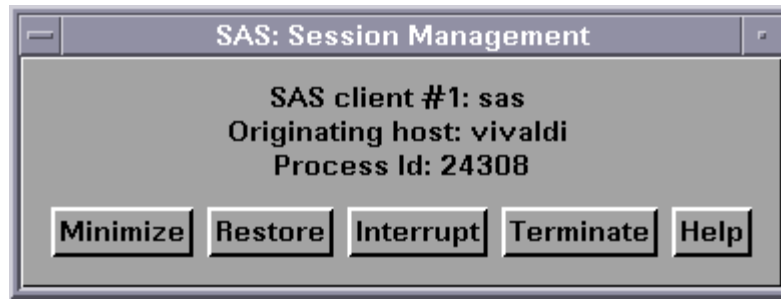 SAS: Session Management
SAS client #1: sas
Originating host: vivaldi
Process Id: 24308
Minimize Restore Interrupt Terminate Help